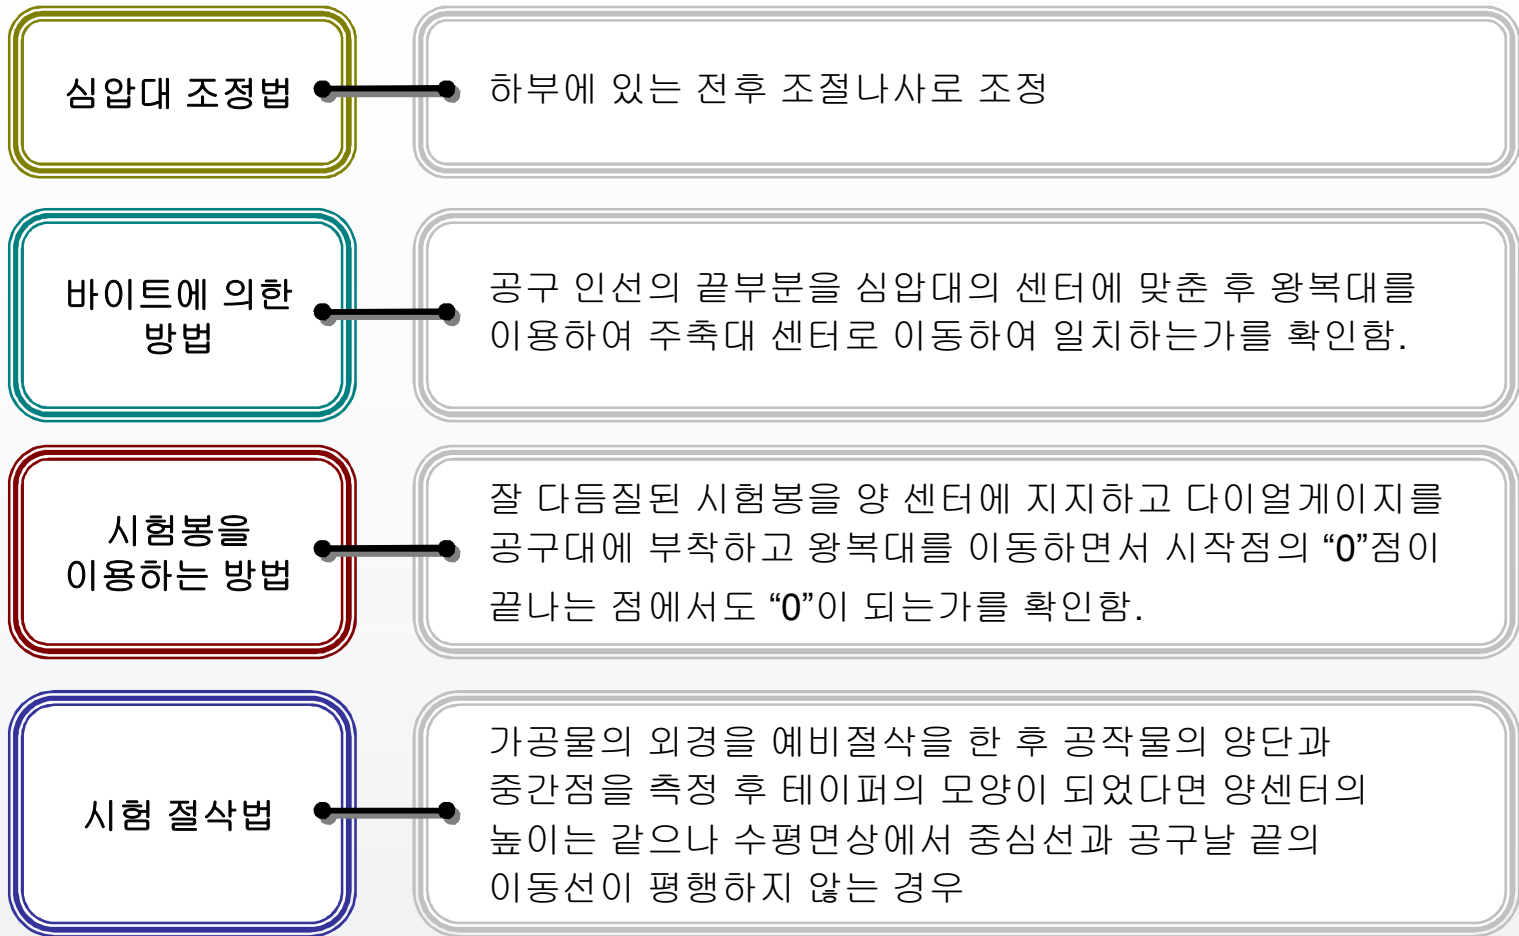 심압대 조정법
하부에 있는 전후 조절나사로 조정
바이트에 의한
방법
공구 인선의 끝부분을 심압대의 센터에 맞춘 후 왕복대를
이용하여 주축대 센터로 이동하여 일치하는가를 확인함.
시험봉을
이용하는 방법
잘 다듬질된 시험봉을 양 센터에 지지하고 다이얼게이지를
공구대에 부착하고 왕복대를 이동하면서 시작점의 “0”점이
끝나는 점에서도 “0”이 되는가를 확인함.
시험 절삭법
가공물의 외경을 예비절삭을 한 후 공작물의 양단과
중간점을 측정 후 테이퍼의 모양이 되었다면 양센터의
높이는 같으나 수평면상에서 중심선과 공구날 끝의
이동선이 평행하지 않는 경우